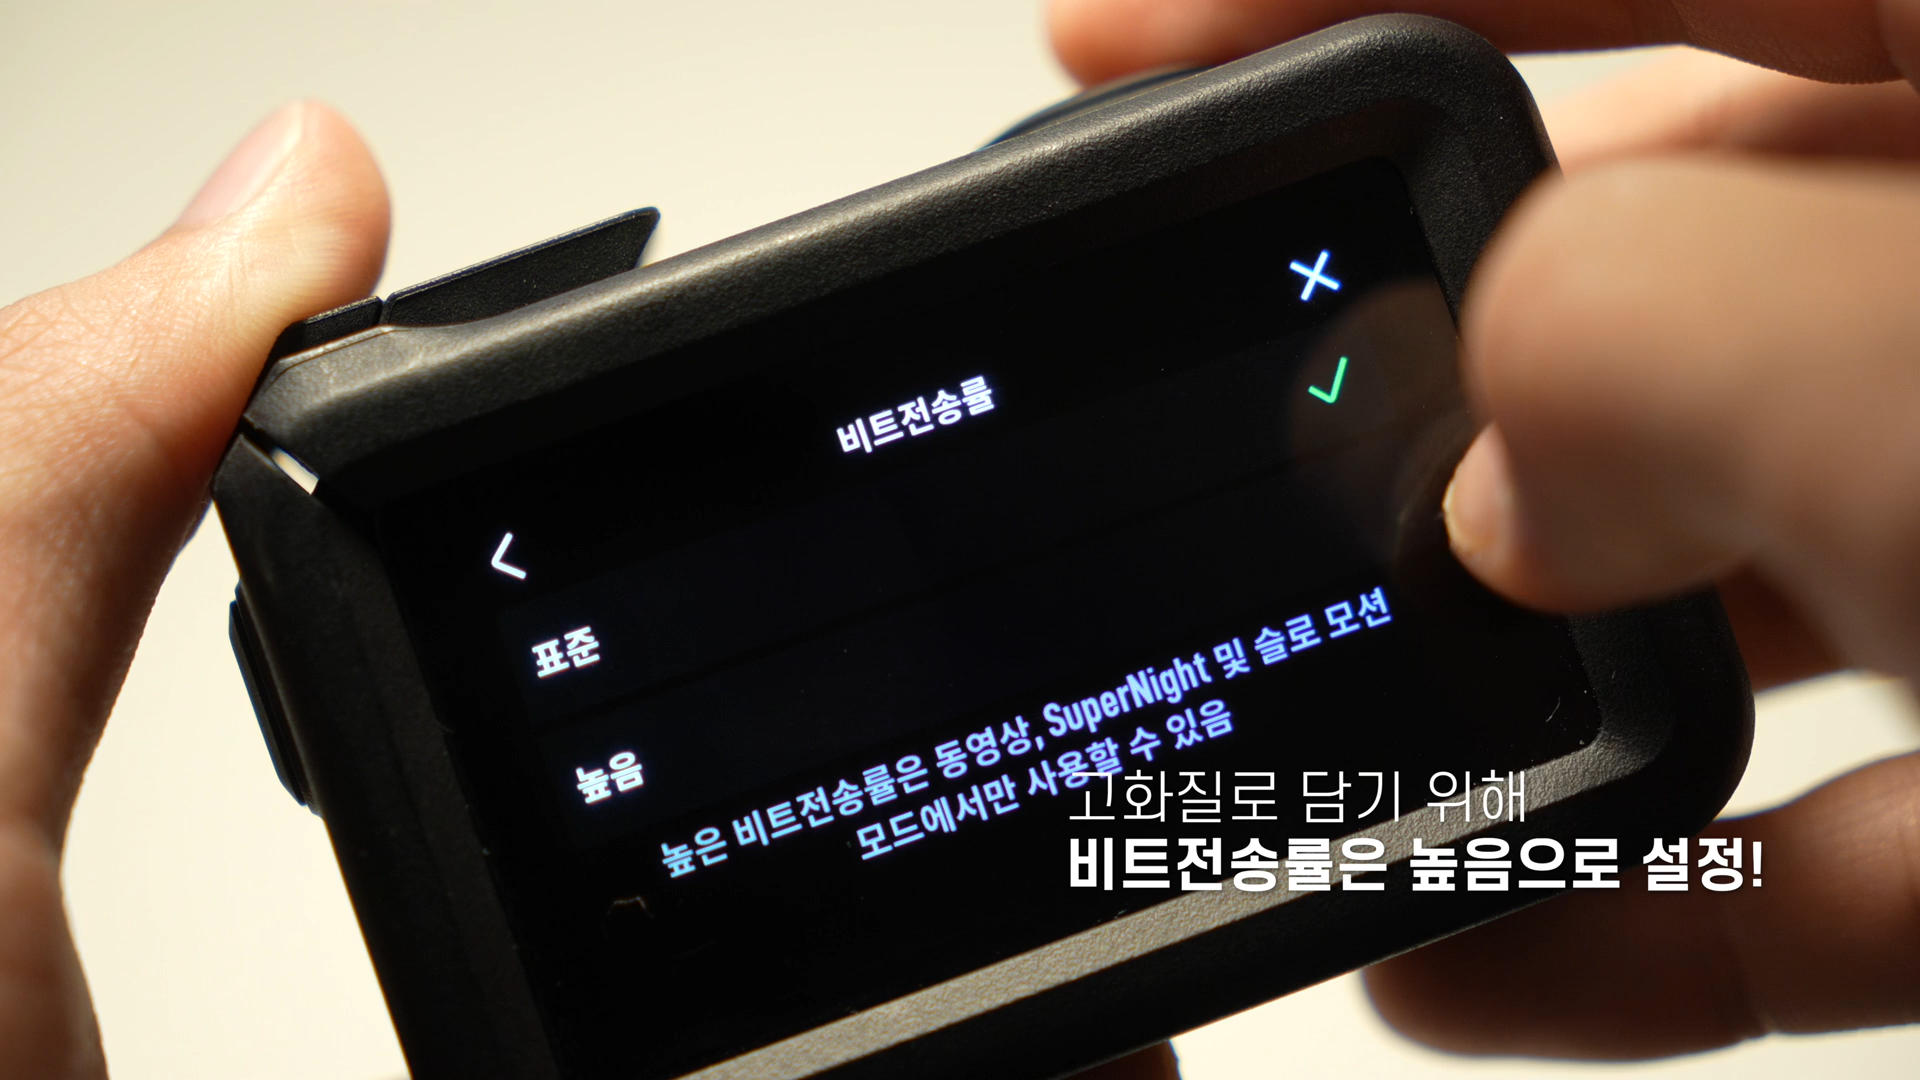 비트전송률
표준
높음
높은 비트전송률은 동영상, SuperNight 및 슬로 모션
모드에서만 사용할 수 있음
고화질로 담기 위해
비트전송률은 높음으로 설정!